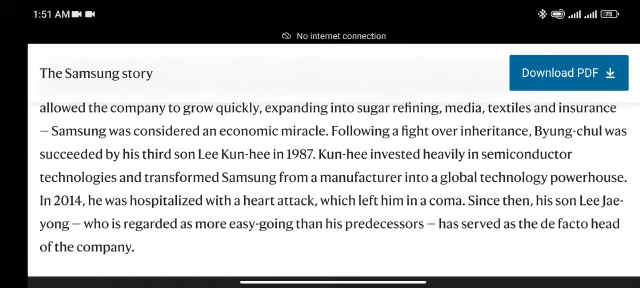 1:51 AM
75
No internet connection
The Samsung story
Download PDF
allowed the company to grow quickly, expanding into sugar refining, media, textiles and insurance
– Samsung was considered an economic miracle. Following a fight over inheritance, Byung-chul was
succeeded by his third son Lee Kun-hee in 1987. Kun-hee invested heavily in semiconductor
technologies and transformed Samsung from a manufacturer into a global technology powerhouse.
In 2014, he was hospitalized with a heart attack, which left him in a coma. Since then, his son Lee Jae-
yong – who is regarded as more easy-going than his predecessors – has served as the de facto head
of the company.